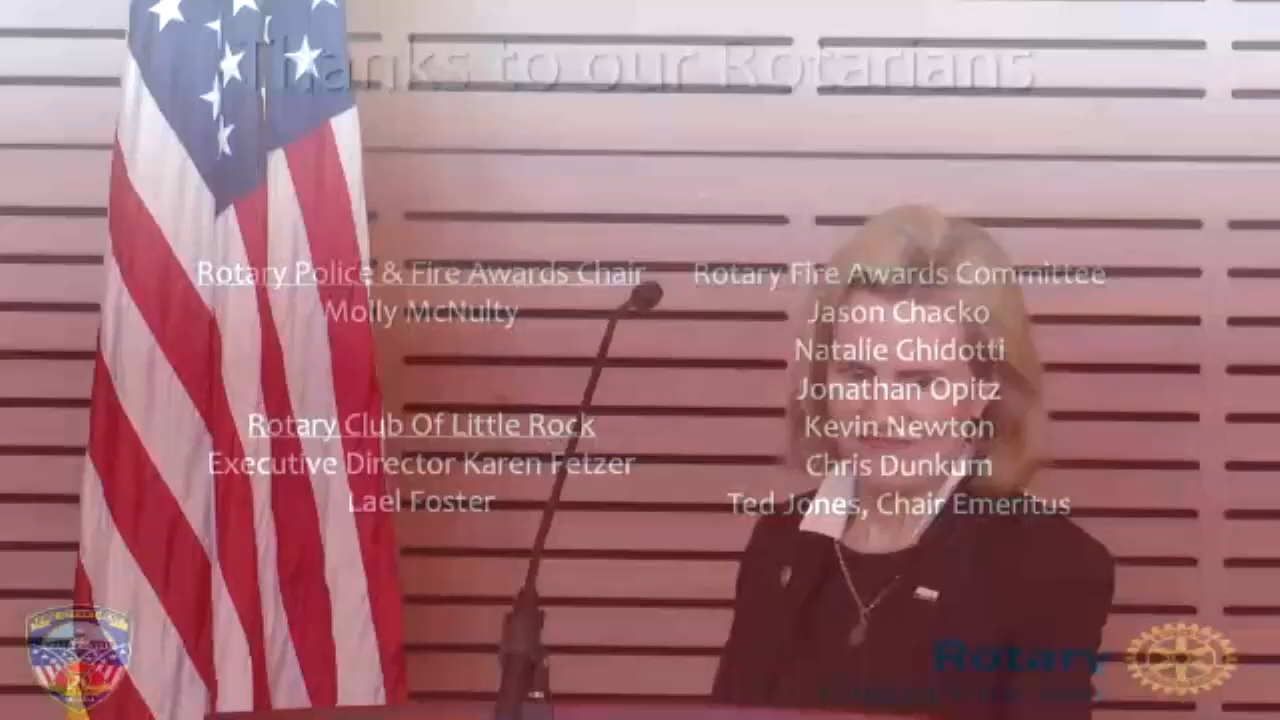 Thanks to our Rotarians
Rotary Police & Fire Awards Chair
Molly McNulty
Rotary Club Of Little Rock
Executive Director Karen Fetzer
Lael Foster
Rotary Fire Awards Committee
Jason Chacko
Natalie Ghidotti
Jonathan Opitz
Kevin Newton
Chris Dunkum
Ted Jones, Chair Emeritus
Rotary